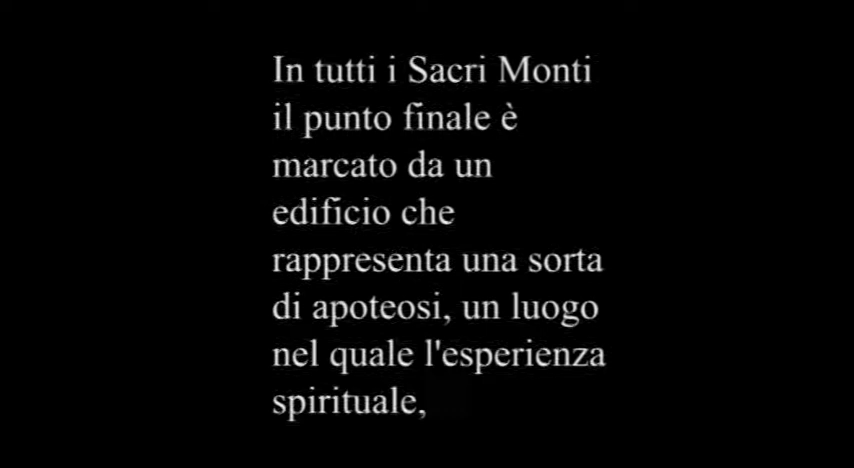 In tutti i Sacri Monti
il punto finale è
marcato da un
edificio che
rappresenta una sorta
di apoteosi, un luogo
nel quale l'esperienza
spirituale,